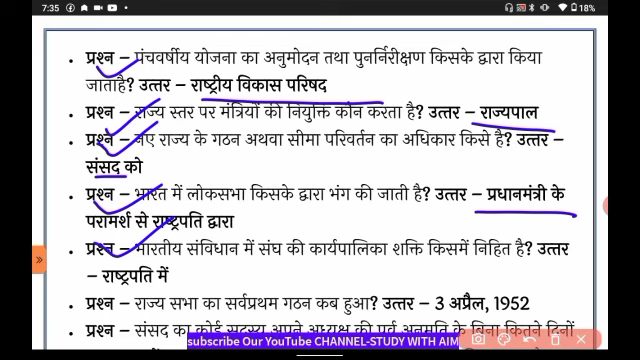 7:35
18%
• प्रश्न – पंचवर्षीय योजना का अनुमोदन तथा पुनर्निरीक्षण किसके द्वारा किया
जाताहै? उत्तर – राष्ट्रीय विकास परिषद
• प्रश्न – राज्य स्तर पर मंत्रियों की नियुक्ति कौन करता है? उत्तर – राज्यपाल
• प्रश्न – नए राज्य के गठन अथवा सीमा परिवर्तन का अधिकार किसे है? उत्तर –
संसद को
• प्रश्न – भारत में लोकसभा किसके द्वारा भंग की जाती है? उत्तर – प्रधानमंत्री के
परामर्श से राष्ट्रपति द्वारा
• प्रश्न – भारतीय संविधान में संघ की कार्यपालिका शक्ति किसमें निहित है? उत्तर
– राष्ट्रपति में
• प्रश्न – राज्य सभा का सर्वप्रथम गठन कब हुआ? उत्तर – 3 अप्रैल, 1952
• प्रश्न – संसद का कोई सदस्य अपने अध्यक्ष की पूर्व अनुमति के बिना कितने दिनों
subscribe Our YouTube CHANNEL-STUDY WITH AIM